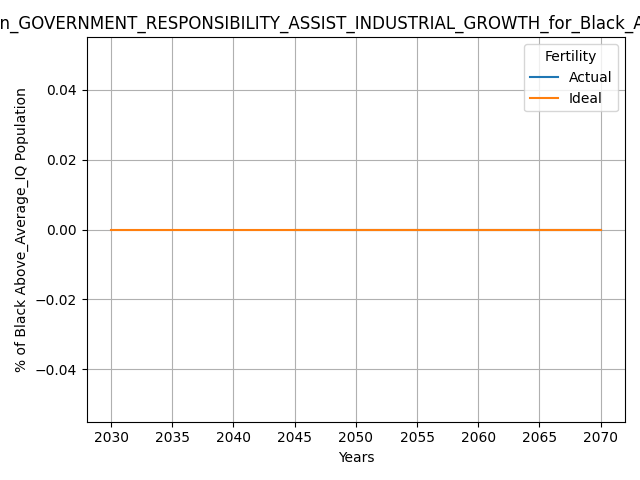 n_GOVERNMENT_RESPONSIBILITY_ASSIST_INDUSTRIAL_GROWTH_for_Black_A
Fertility
Actual
Ideal
% of Black Above_Average_IQ Population
0.04
0.02
0.00
−0.02
−0.04
2030 2035 2040 2045 2050 2055 2060 2065 2070
Years